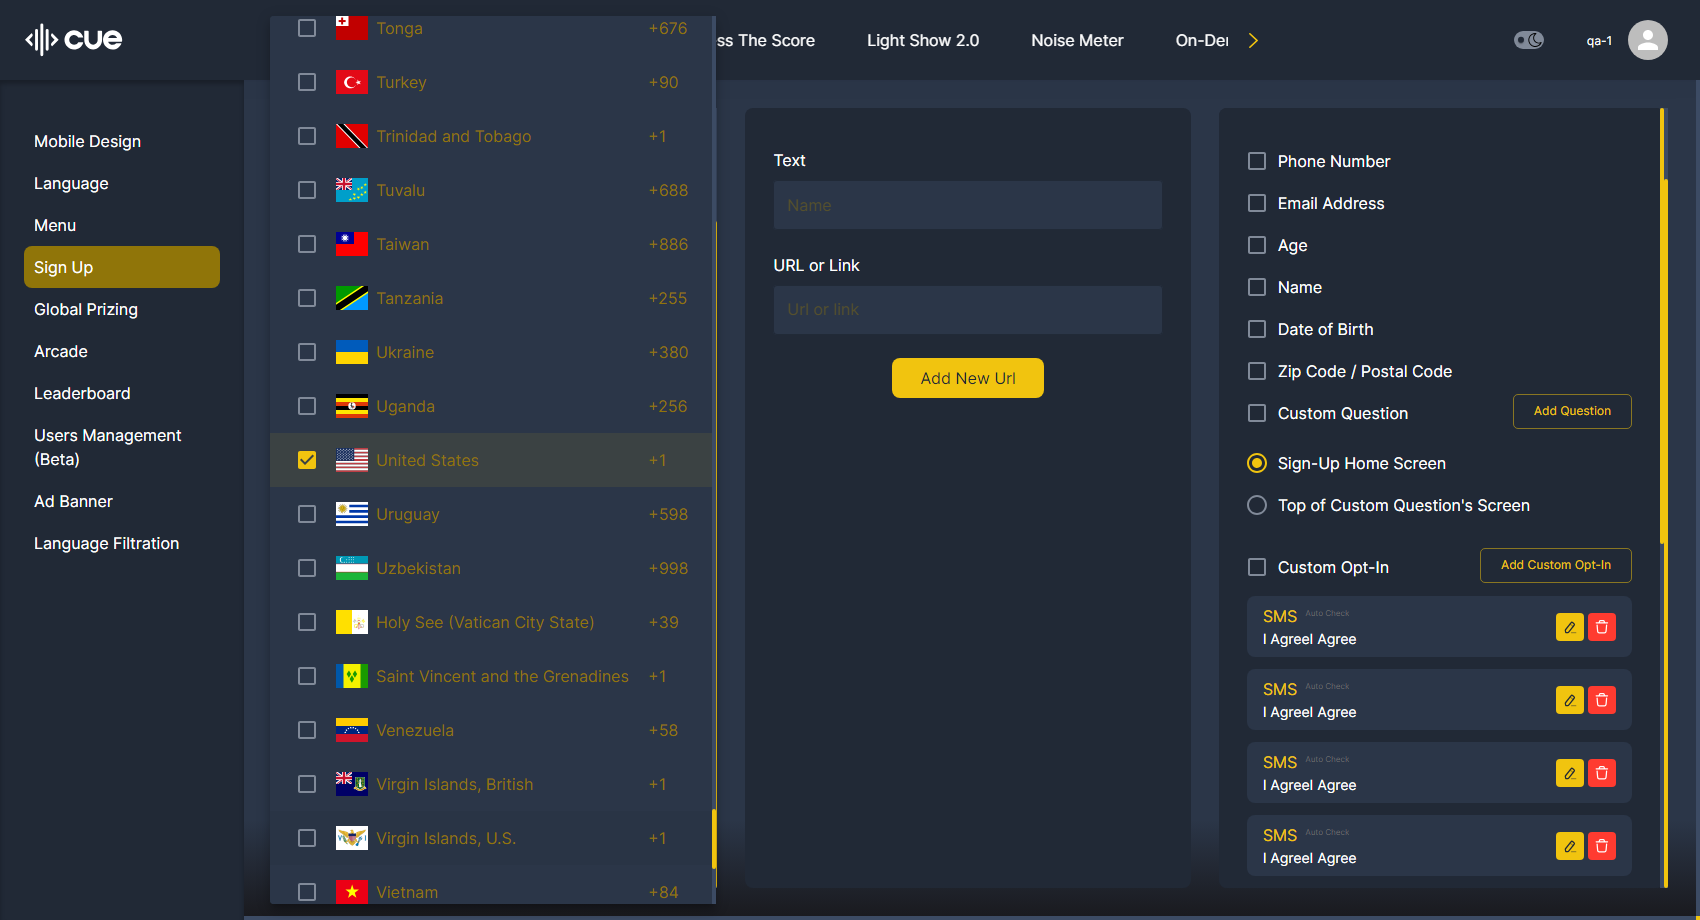 cue
ss The Score
Light Show 2.0
Noise Meter
On-De
qa-1
Mobile Design
Language
Menu
Sign Up
Global Prizing
Arcade
Leaderboard
Users Management
(Beta)
Ad Banner
Language Filtration
Tonga +676
Turkey +90
Trinidad and Tobago +1
Tuvalu +688
Taiwan +886
Tanzania +255
Ukraine +380
Uganda +256
United States +1
Uruguay +598
Uzbekistan +998
Holy See (Vatican City State) +39
Saint Vincent and the Grenadines +1
Venezuela +58
Virgin Islands, British +1
Virgin Islands, U.S. +1
Vietnam +84
Text
Name
URL or Link
Url or link
Add New Url
Phone Number
Email Address
Age
Name
Date of Birth
Zip Code / Postal Code
Custom Question
Add Question
Sign-Up Home Screen
Top of Custom Question's Screen
Custom Opt-In
Add Custom Opt-In
SMS Auto Check
I AgreeI Agree
SMS Auto Check
I AgreeI Agree
SMS Auto Check
I AgreeI Agree
SMS Auto Check
I AgreeI Agree